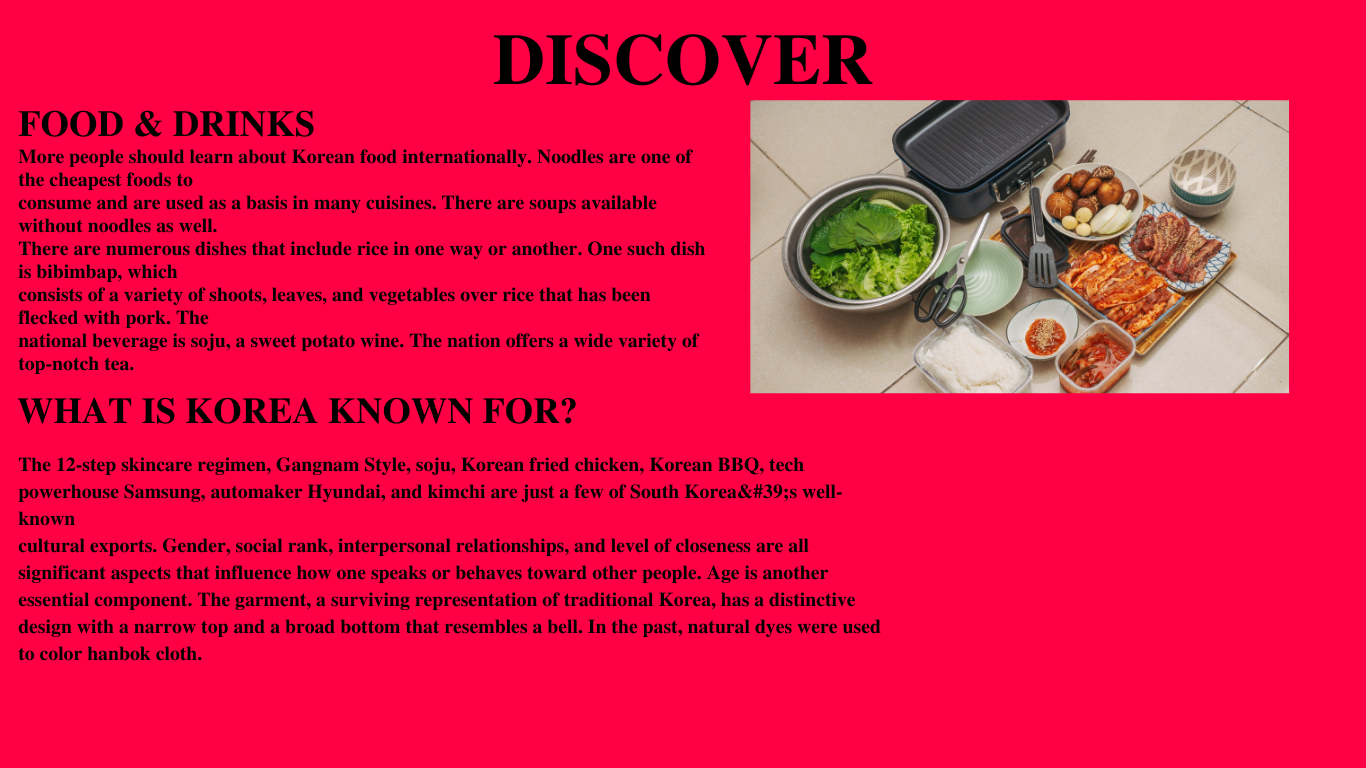 DISCOVER
FOOD & DRINKS
More people should learn about Korean food internationally. Noodles are one of
the cheapest foods to
consume and are used as a basis in many cuisines. There are soups available
without noodles as well.
There are numerous dishes that include rice in one way or another. One such dish
is bibimbap, which
consists of a variety of shoots, leaves, and vegetables over rice that has been
flecked with pork. The
national beverage is soju, a sweet potato wine. The nation offers a wide variety of
top-notch tea.
WHAT IS KOREA KNOWN FOR?
The 12-step skincare regimen, Gangnam Style, soju, Korean fried chicken, Korean BBQ, tech
powerhouse Samsung, automaker Hyundai, and kimchi are just a few of South Korea&#39;s well-
known
cultural exports. Gender, social rank, interpersonal relationships, and level of closeness are all
significant aspects that influence how one speaks or behaves toward other people. Age is another
essential component. The garment, a surviving representation of traditional Korea, has a distinctive
design with a narrow top and a broad bottom that resembles a bell. In the past, natural dyes were used
to color hanbok cloth.